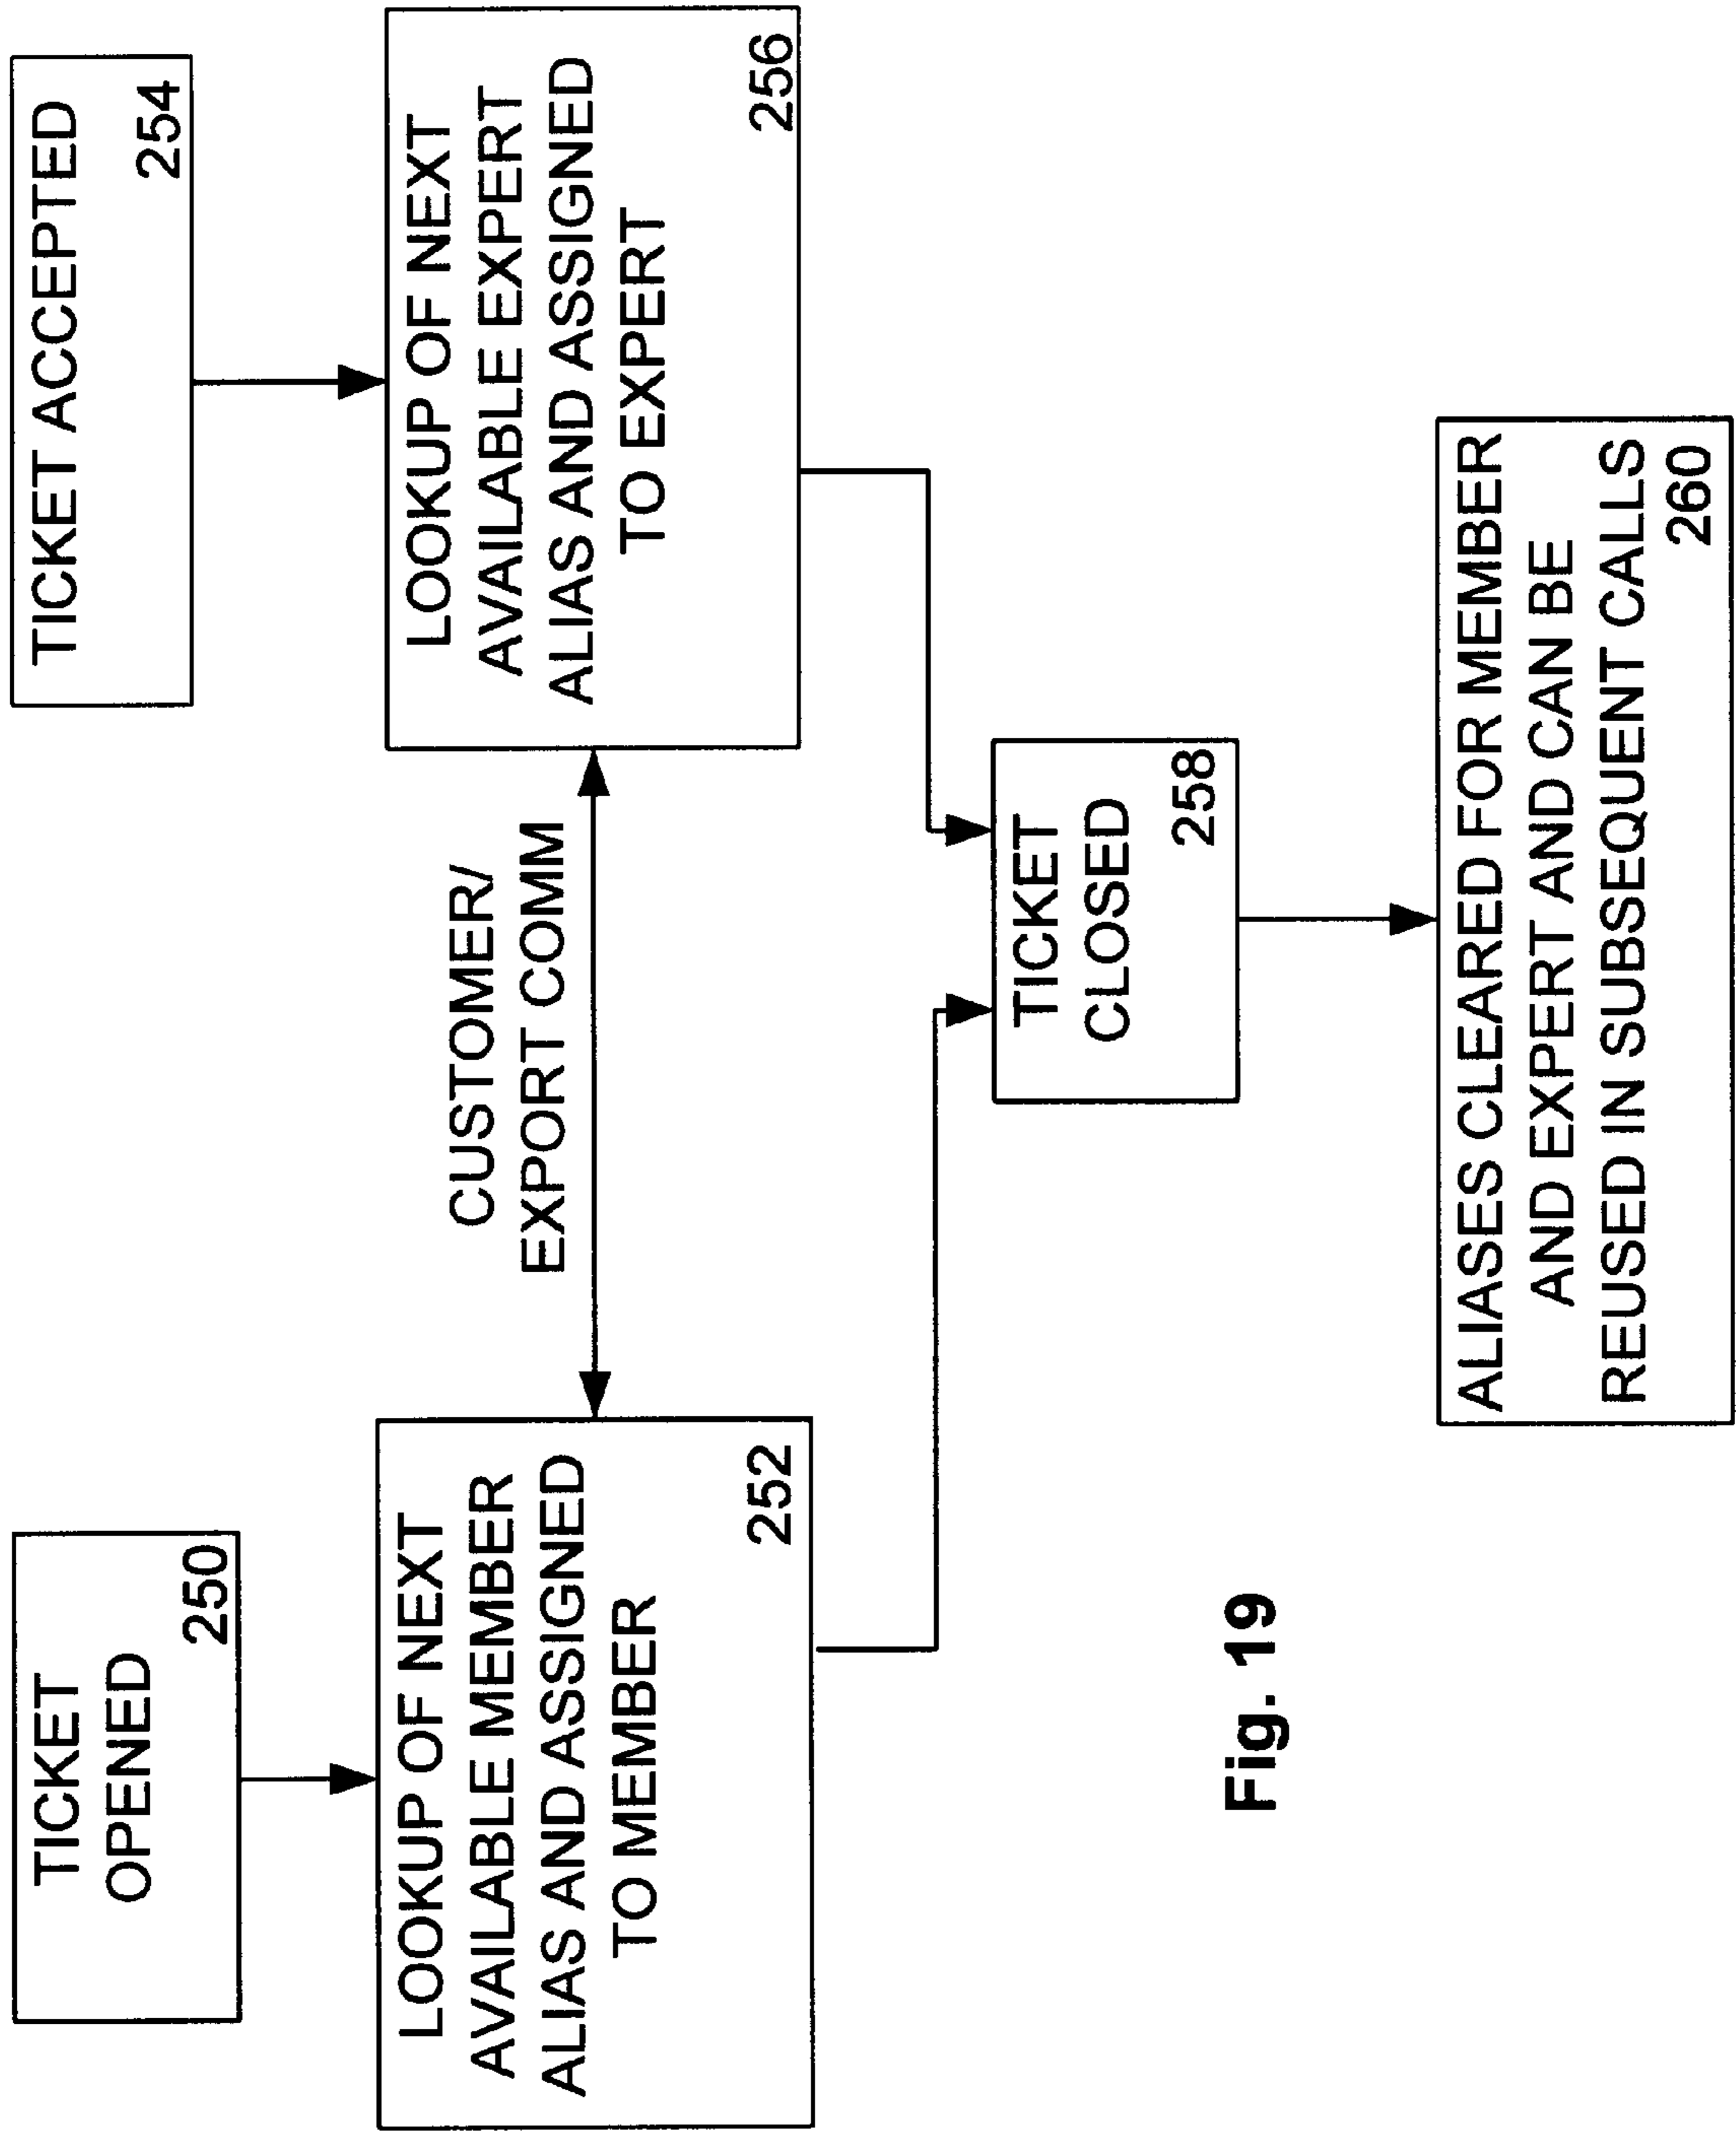 TICKET
OPENED
250
LOOKUP OF NEXT
AVAILABLE MEMBER
ALIAS AND ASSIGNED
TO MEMBER
252
CUSTOMER/
EXPORT COMM
TICKET ACCEPTED
254
LOOKUP OF NEXT
AVAILABLE EXPERT
ALIAS AND ASSIGNED
TO EXPERT
256
TICKET
CLOSED
258
ALIASES CLEARED FOR MEMBER
AND EXPERT AND CAN BE
REUSED IN SUBSEQUENT CALLS
260
Fig. 19